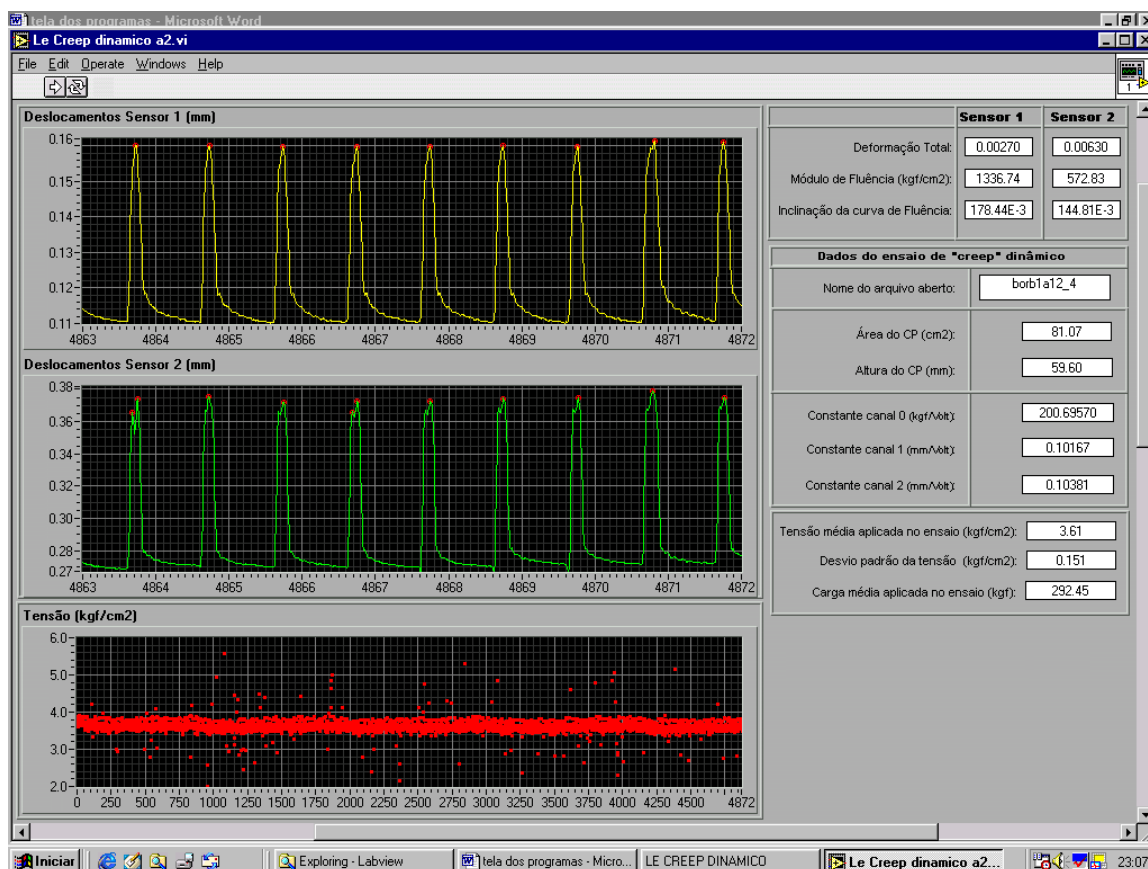 tela dos programas - Microsoft Word
Le Creep dinamico a2.vi
File Edit Operate Windows Help
1
Deslocamentos Sensor 1 (mm)
0.16
0.15
0.14
0.13
0.12
0.11
4863 4864 4865 4866 4867 4868 4869 4870 4871 4872
Deslocamentos Sensor 2 (mm)
0.38
0.36
0.34
0.32
0.30
0.28
0.27
4863 4864 4865 4866 4867 4868 4869 4870 4871 4872
Tensão (kgf/cm2)
6.0
5.0
4.0
3.0
2.0
0 250 500 750 1000 1250 1500 1750 2000 2250 2500 2750 3000 3250 3500 3750 4000 4250 4500 4872
Sensor 1 Sensor 2
Deformação Total: 0.00270 0.00630
Módulo de Fluência (kgf/cm2): 1336.74 572.83
Inclinação da curva de Fluência: 178.44E-3 144.81E-3
Dados do ensaio de "creep" dinâmico
Nome do arquivo aberto: borb1a12_4
Área do CP (cm2): 81.07
Altura do CP (mm): 59.60
Constante canal 0 (kgf/Volt): 200.69570
Constante canal 1 (mm/Volt): 0.10167
Constante canal 2 (mm/Volt): 0.10381
Tensão média aplicada no ensaio (kgf/cm2): 3.61
Desvio padrão da tensão (kgf/cm2): 0.151
Carga média aplicada no ensaio (kgf): 292.45
Iniciar Exploring - Labview tela dos programas - Micro... LE CREEP DINAMICO Le Creep dinamico a2... 23:07